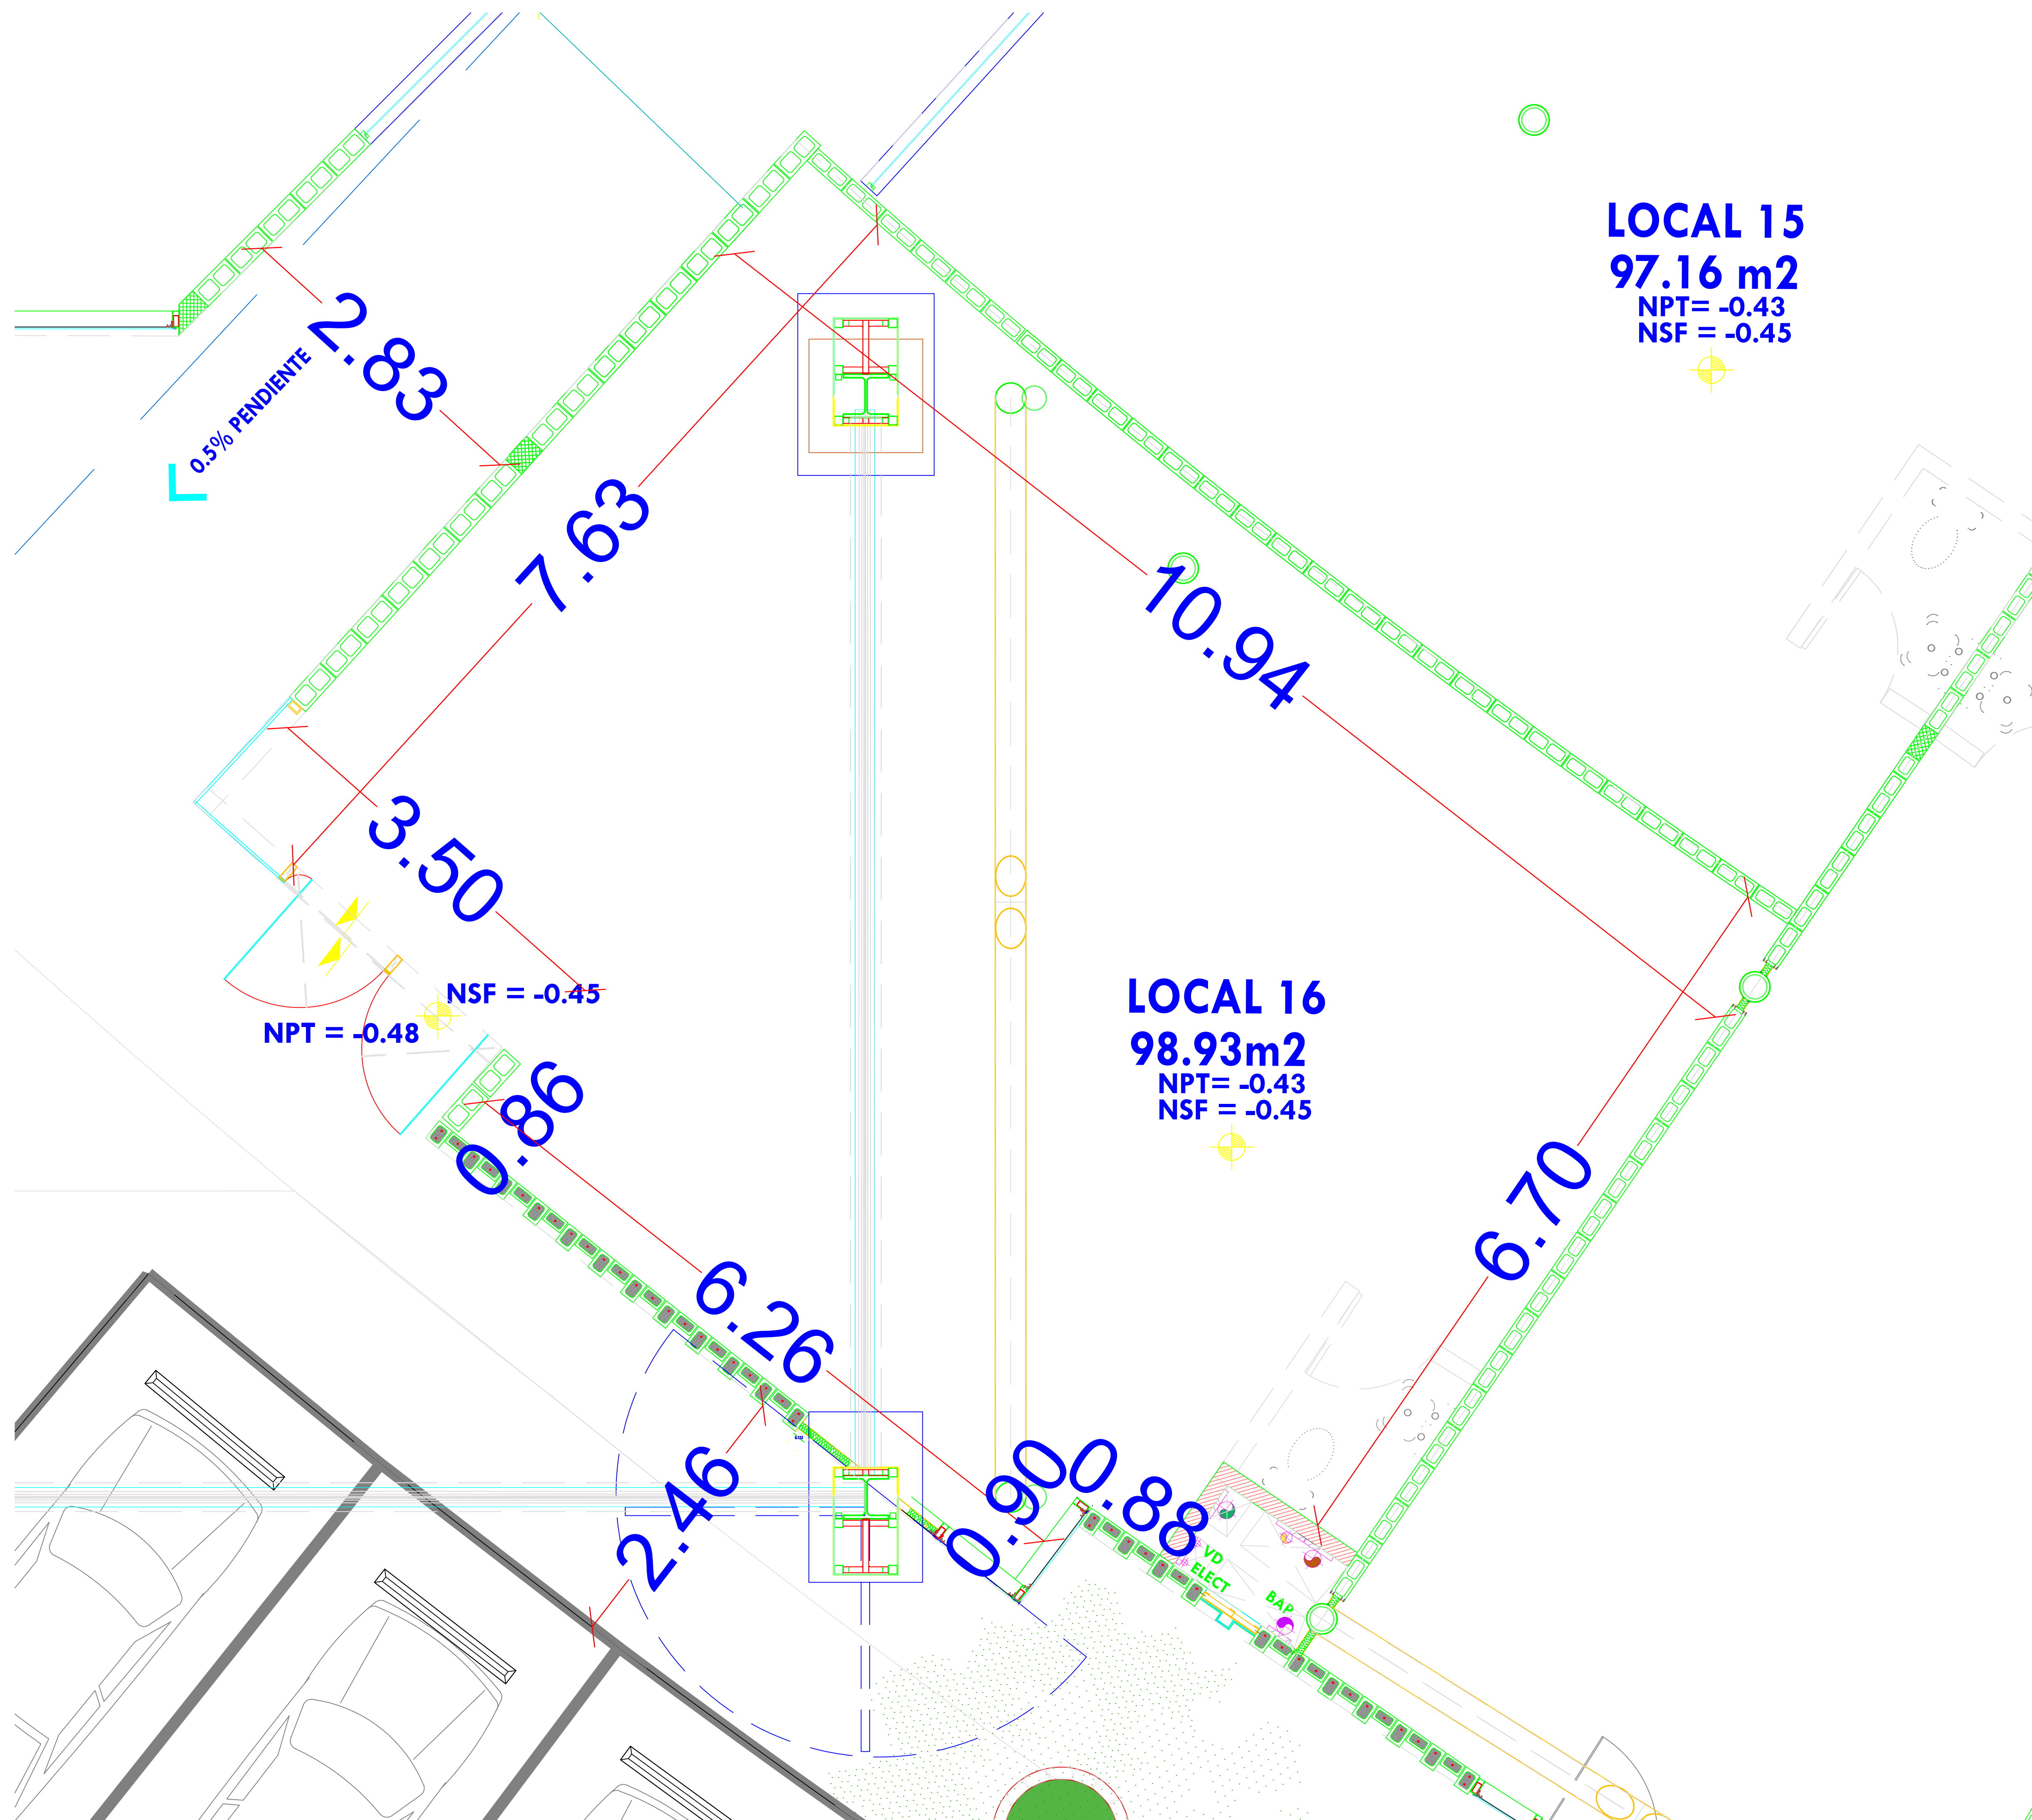 LOCAL 15
97.16 m2
NPT= -0.43
NSF = -0.45
2.83
0.5% PENDIENTE
7.63
10.94
3.50
NSF = -0.45
NPT = -0.48
LOCAL 16
98.93m2
NPT= -0.43
NSF = -0.45
0.86
6.70
6.26
2.46
0.90
0.88
VD
ELECT
BAP